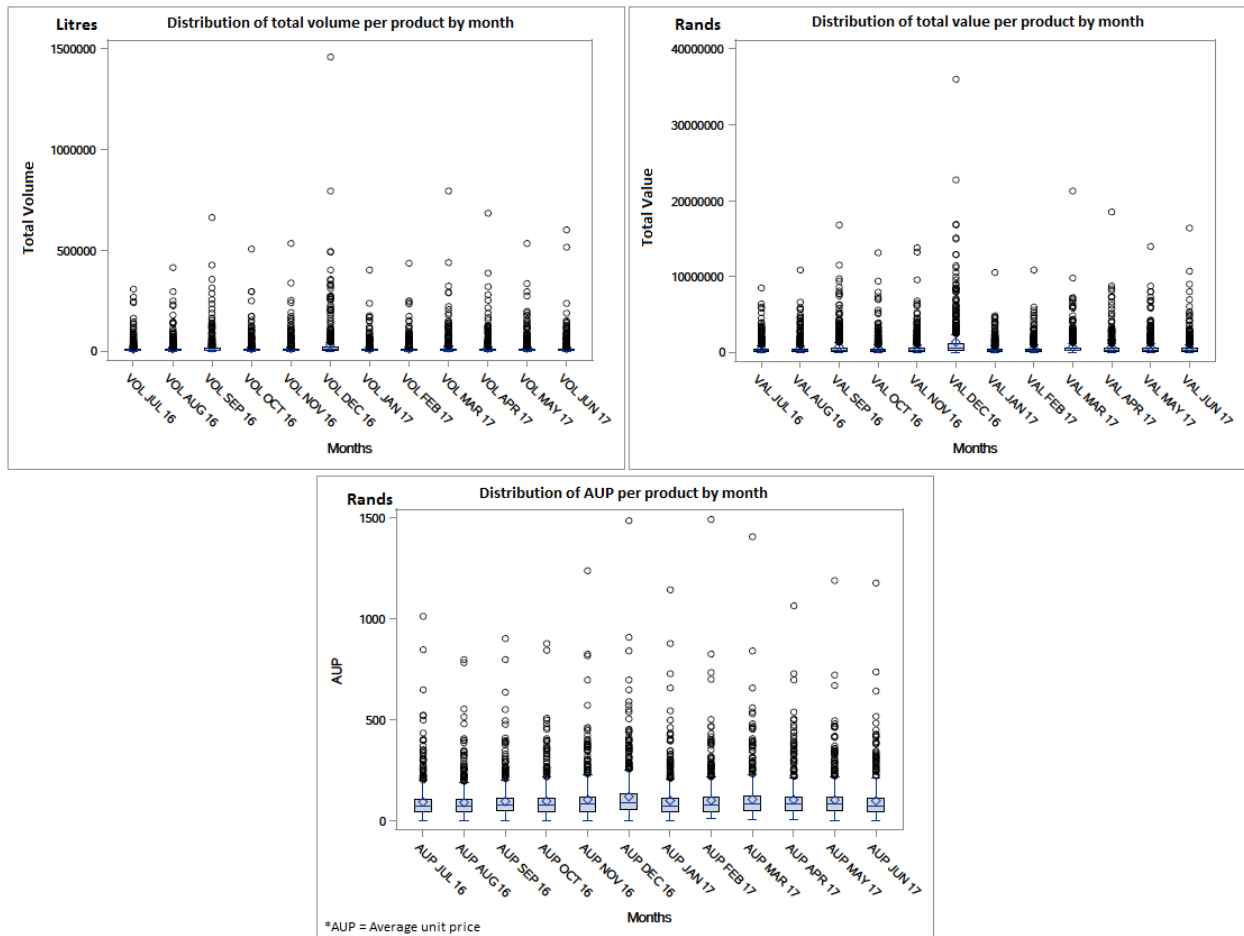 Litres
Distribution of total volume per product by month
1500000
1000000
500000
0
Total Volume
VOL JUL 16
VOL AUG 16
VOL SEP 16
VOL OCT 16
VOL NOV 16
VOL DEC 16
VOL JAN 17
VOL FEB 17
VOL MAR 17
VOL APR 17
VOL MAY 17
VOL JUN 17
Months
Rands
Distribution of total value per product by month
40000000
30000000
20000000
10000000
0
Total Value
VAL JUL 16
VAL AUG 16
VAL SEP 16
VAL OCT 16
VAL NOV 16
VAL DEC 16
VAL JAN 17
VAL FEB 17
VAL MAR 17
VAL APR 17
VAL MAY 17
VAL JUN 17
Months
Rands
Distribution of AUP per product by month
1500
1000
500
0
AUP
AUP JUL 16
AUP AUG 16
AUP SEP 16
AUP OCT 16
AUP NOV 16
AUP DEC 16
AUP JAN 17
AUP FEB 17
AUP MAR 17
AUP APR 17
AUP MAY 17
AUP JUN 17
Months
*AUP = Average unit price